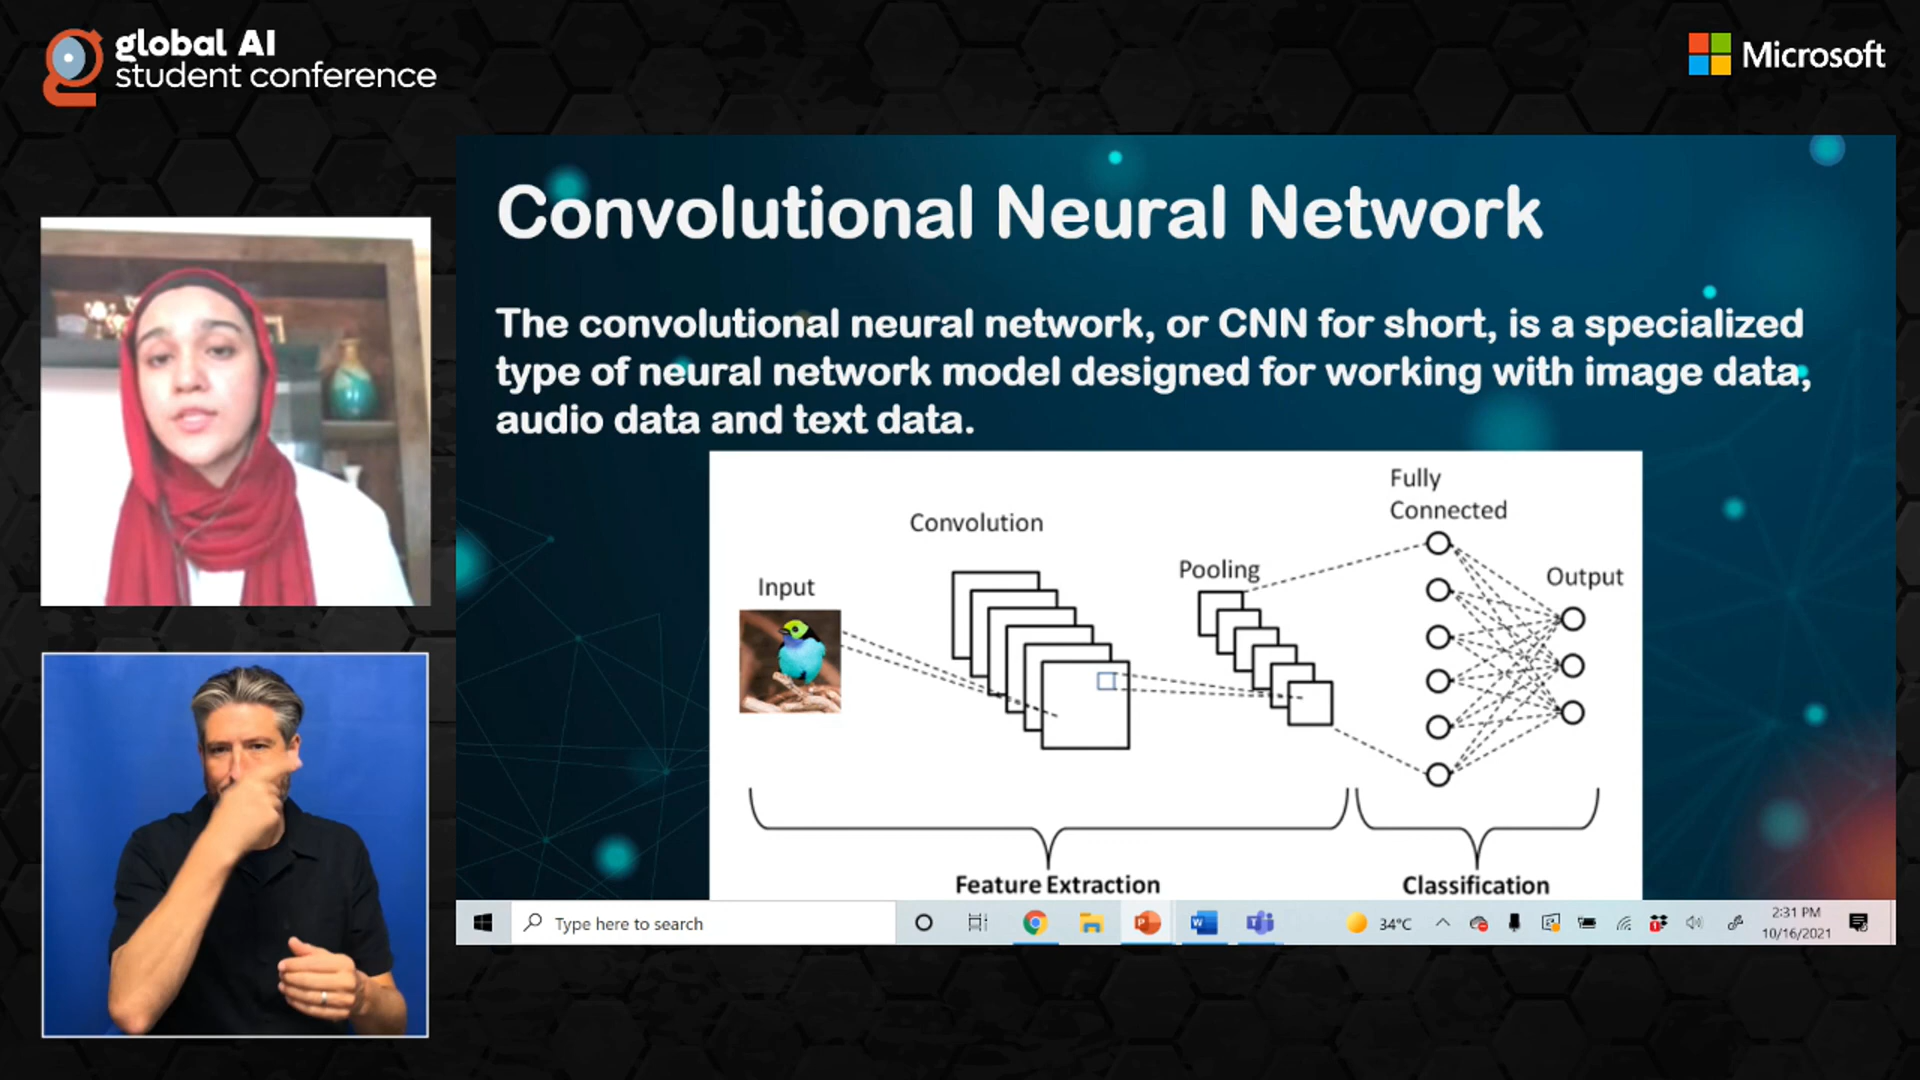 global AI
student conference
Microsoft
Convolutional Neural Network
The convolutional neural network, or CNN for short, is a specialized
type of neural network model designed for working with image data,
audio data and text data.
Fully
Connected
Convolution
Pooling
Output
Input
Feature Extraction
Classification
Type here to search
34°C
2:31 PM
10/16/2021